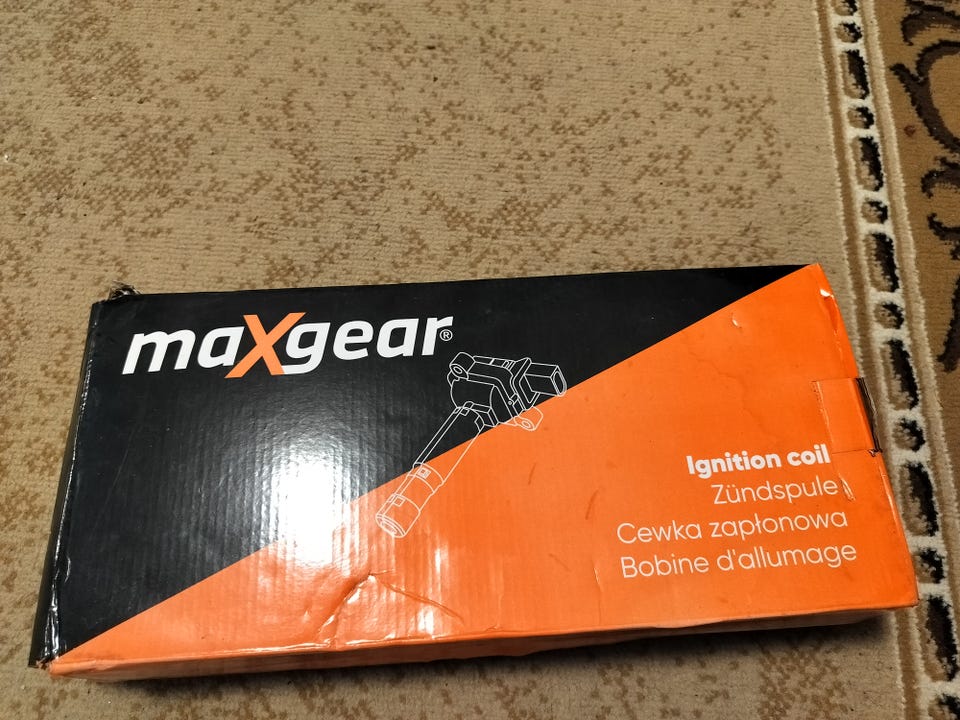 maXgear®
Ignition coil
Zündspule
Cewka zapłonowa
Bobine d'allumage